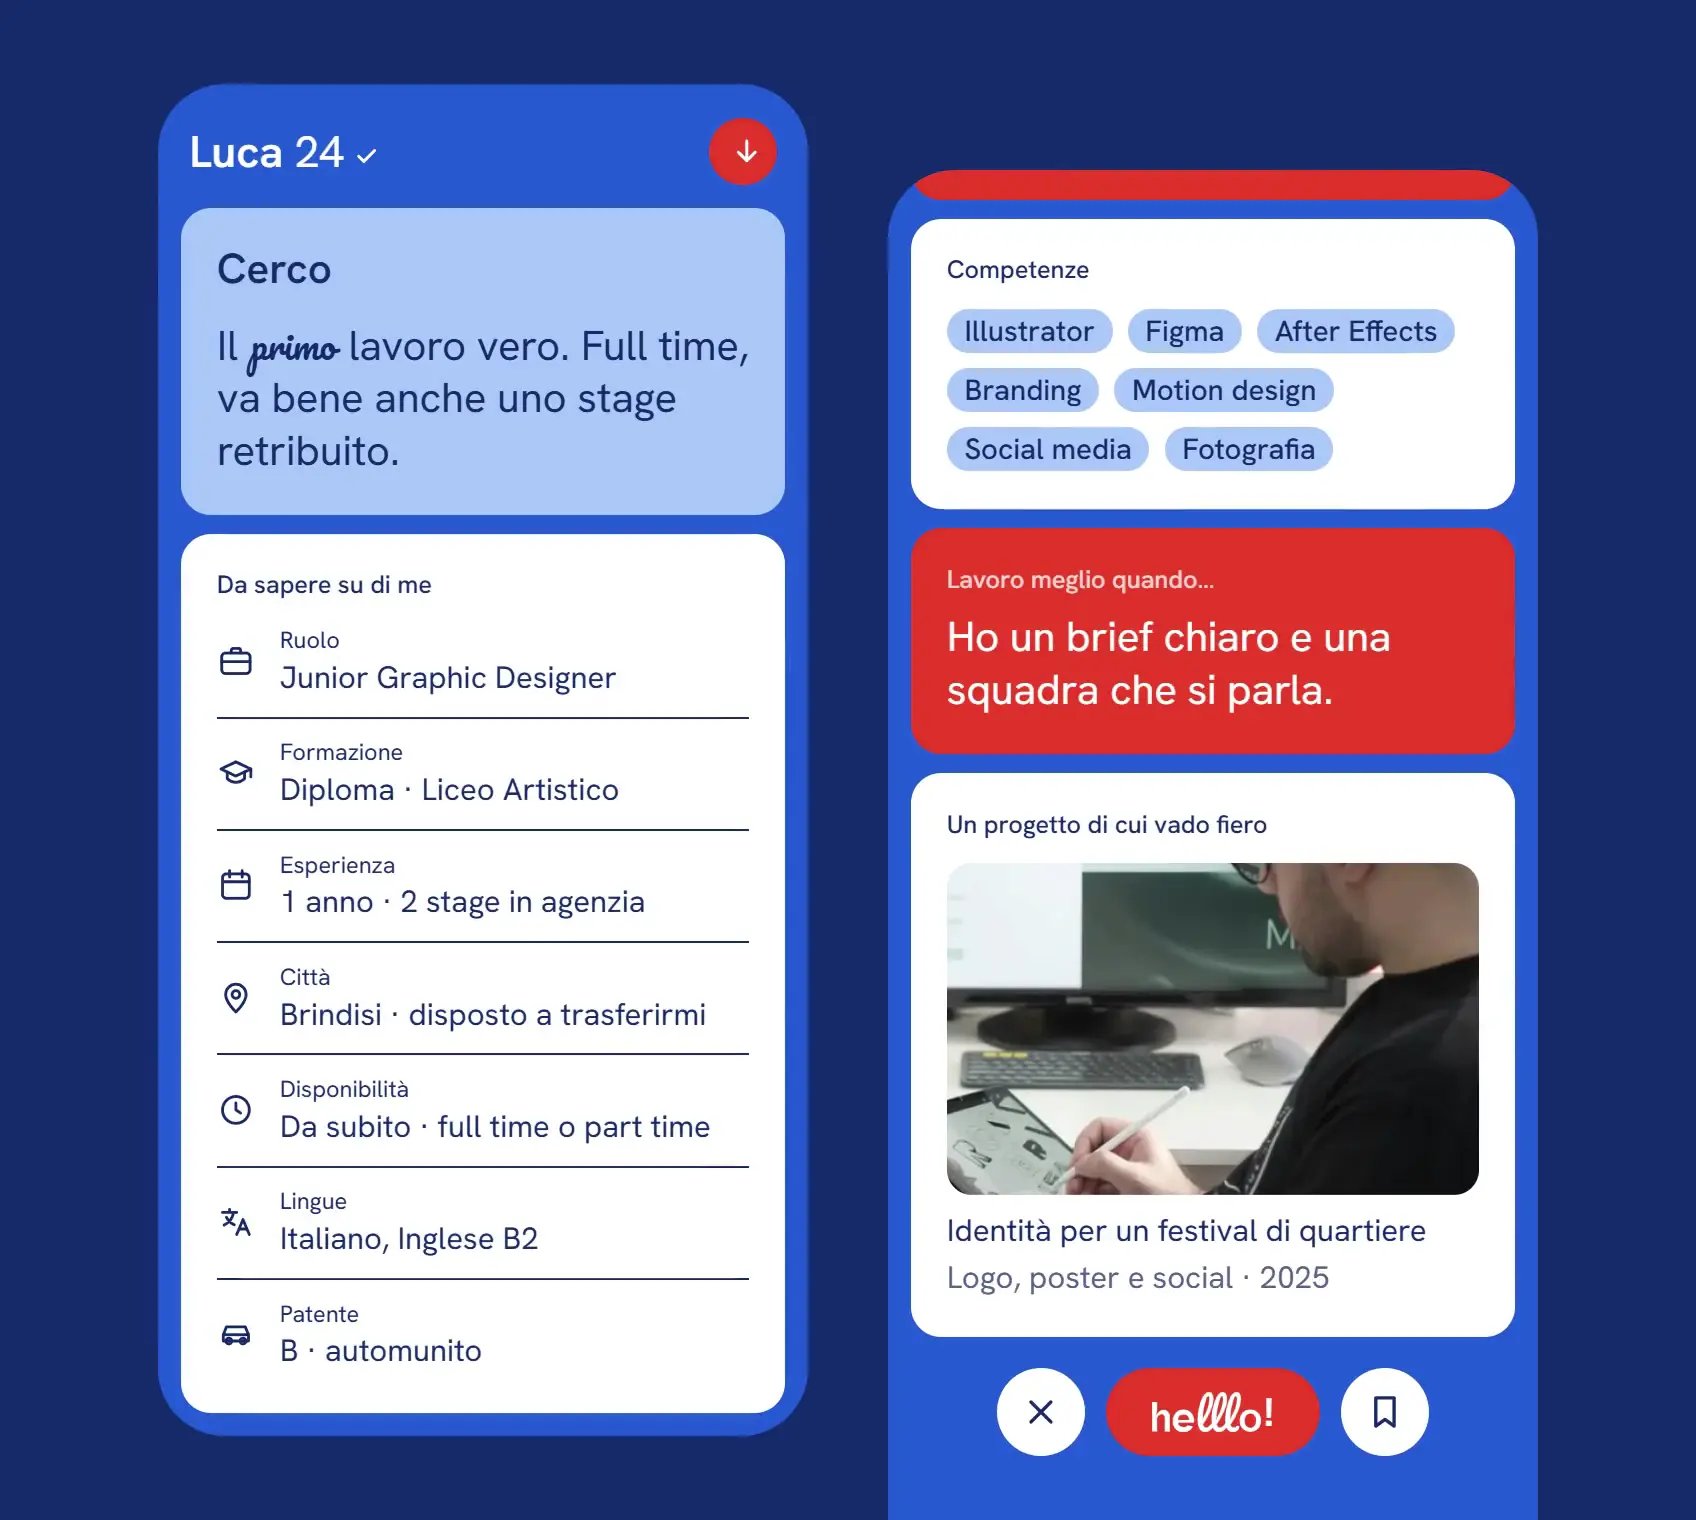 Luca 24
Cerco
Il primo lavoro vero. Full time,
va bene anche uno stage
retribuito.
Da sapere su di me
Ruolo
Junior Graphic Designer
Formazione
Diploma · Liceo Artistico
Esperienza
1 anno · 2 stage in agenzia
Città
Brindisi · disposto a trasferirmi
Disponibilità
Da subito · full time o part time
Lingue
Italiano, Inglese B2
Patente
B · automunito
Competenze
Illustrator
Figma
After Effects
Branding
Motion design
Social media
Fotografia
Lavoro meglio quando...
Ho un brief chiaro e una
squadra che si parla.
Un progetto di cui vado fiero
Identità per un festival di quartiere
Logo, poster e social · 2025
helllo!